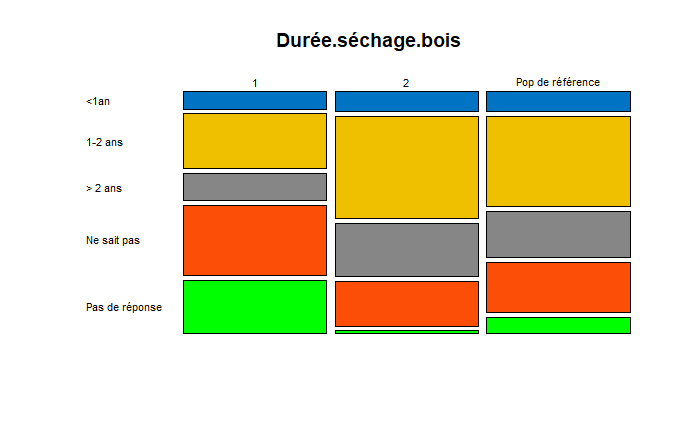 Durée.séchage.bois
1
2
Pop de référence
<1an
1-2 ans
> 2 ans
Ne sait pas
Pas de réponse